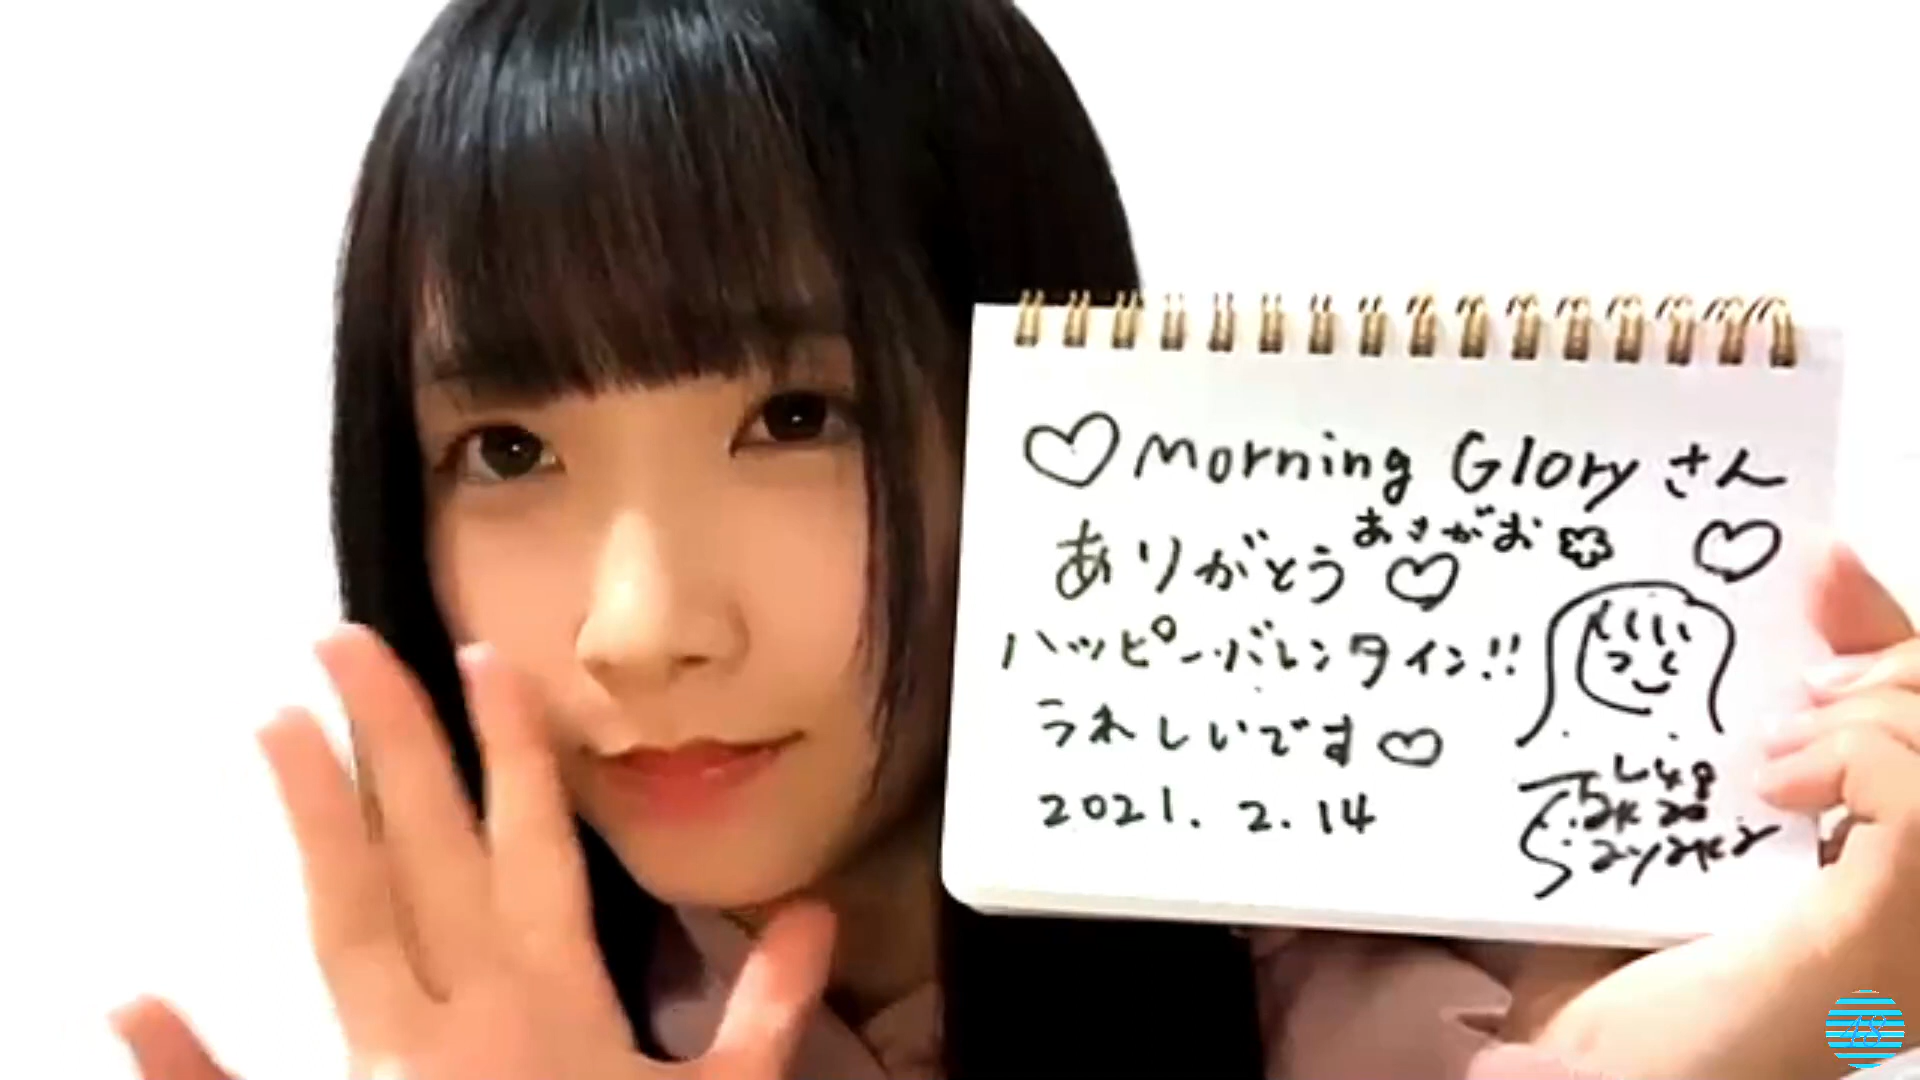 ♡Morning Gloryさん
あさがお
ありがとう♡
ハッピーバレンタイン!!
うれしいです♡
2021. 2. 14
48